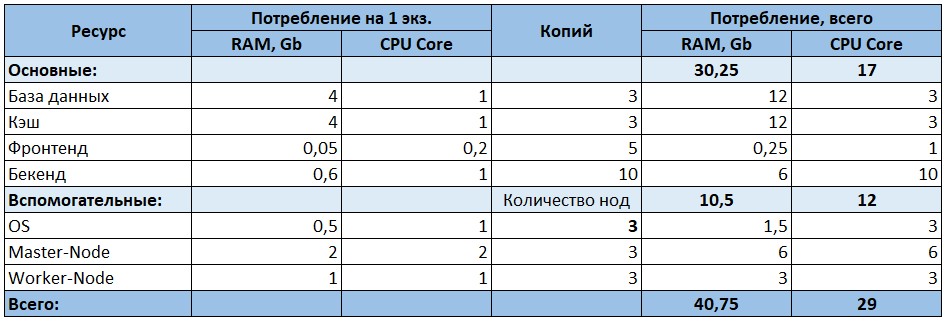 Ресурс Потребление на 1 экз. Копий Потребление, всего
RAM, Gb CPU Core RAM, Gb CPU Core
Основные: 30,25 17
База данных 4 1 3 12 3
Кэш 4 1 3 12 3
Фронтенд 0,05 0,2 5 0,25 1
Бекенд 0,6 1 10 6 10
Вспомогательные: Количество нод 10,5 12
OS 0,5 1 3 1,5 3
Master-Node 2 2 3 6 6
Worker-Node 1 1 3 3 3
Всего: 40,75 29